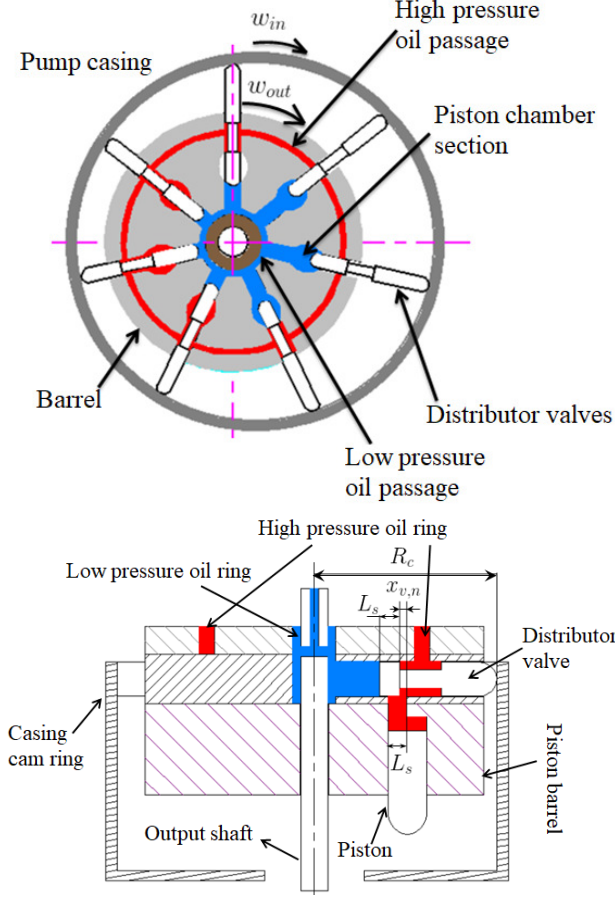 w_in
High pressure
oil passage
Pump casing
w_out
Piston chamber
section
Barrel
Distributor valves
Low pressure
oil passage
High pressure oil ring
R_c
Low pressure oil ring
x_{v,n}
L_s
Distributor
valve
Casing
cam ring
L_s
Piston barrel
Output shaft
Piston